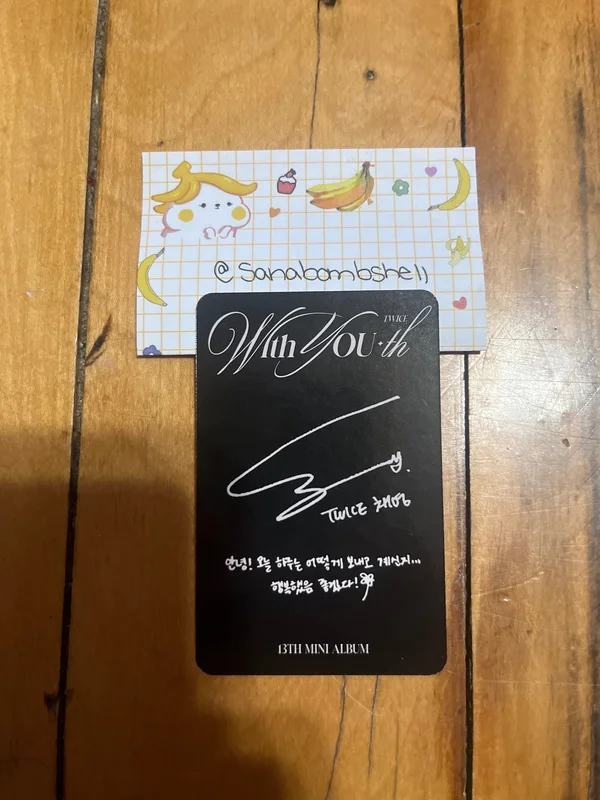 @sanabombshell
TWICE
With YOU-th
TWICE 채영
안녕! 오늘 하루는 어떻게 보내고 계신지...
행복했음 좋겠다!
13TH MINI ALBUM